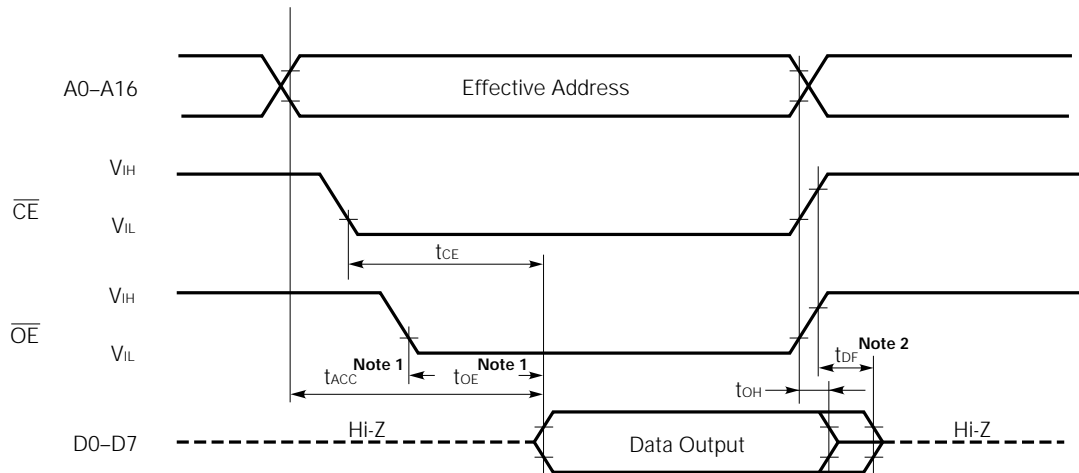 A0–A16
Effective Address
VIH
CE
VIL
tCE
VIH
OE
VIL
tACC Note 1
tOE Note 1
tDF Note 2
tOH
D0–D7
Hi-Z
Data Output
Hi-Z